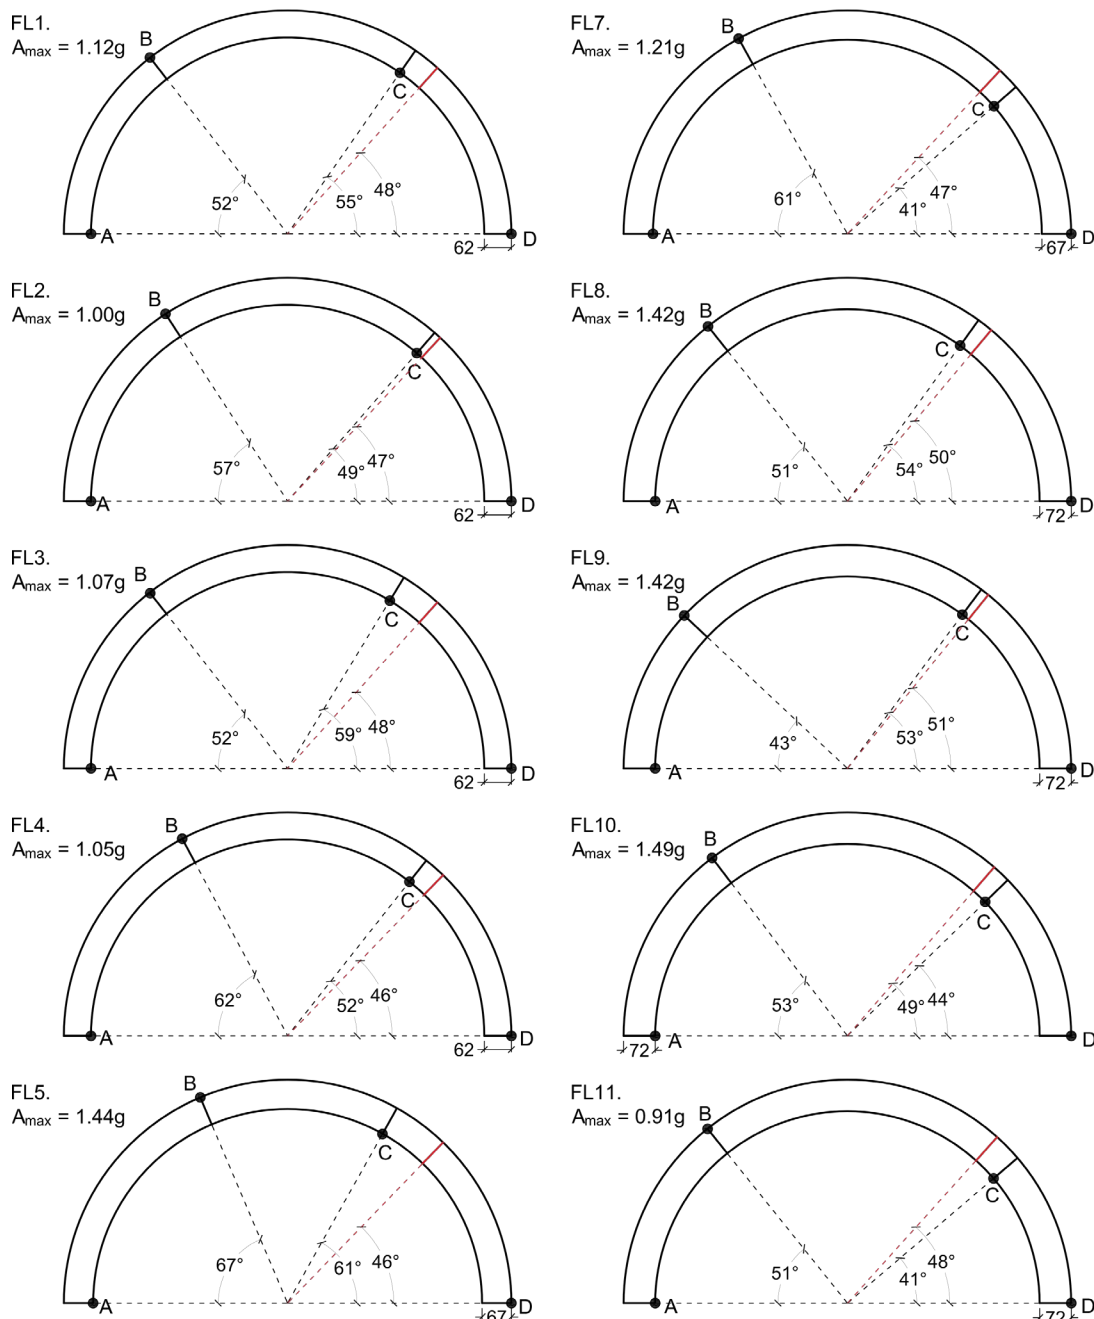 FL1.
Amax = 1.12g
B
C
52°
55°
48°
A
62
D
FL2.
Amax = 1.00g
B
C
57°
49°
47°
A
62
D
FL3.
Amax = 1.07g
B
C
52°
59°
48°
A
62
D
FL4.
Amax = 1.05g
B
C
62°
52°
46°
A
62
D
FL5.
Amax = 1.44g
B
C
67°
61°
46°
A
67
D
FL7.
Amax = 1.21g
B
C
61°
41°
47°
A
67
D
FL8.
Amax = 1.42g
B
C
51°
54°
50°
A
72
D
FL9.
Amax = 1.42g
B
C
43°
53°
51°
A
72
D
FL10.
Amax = 1.49g
B
C
53°
49°
44°
72
A
D
FL11.
Amax = 0.91g
B
C
51°
41°
48°
A
72
D